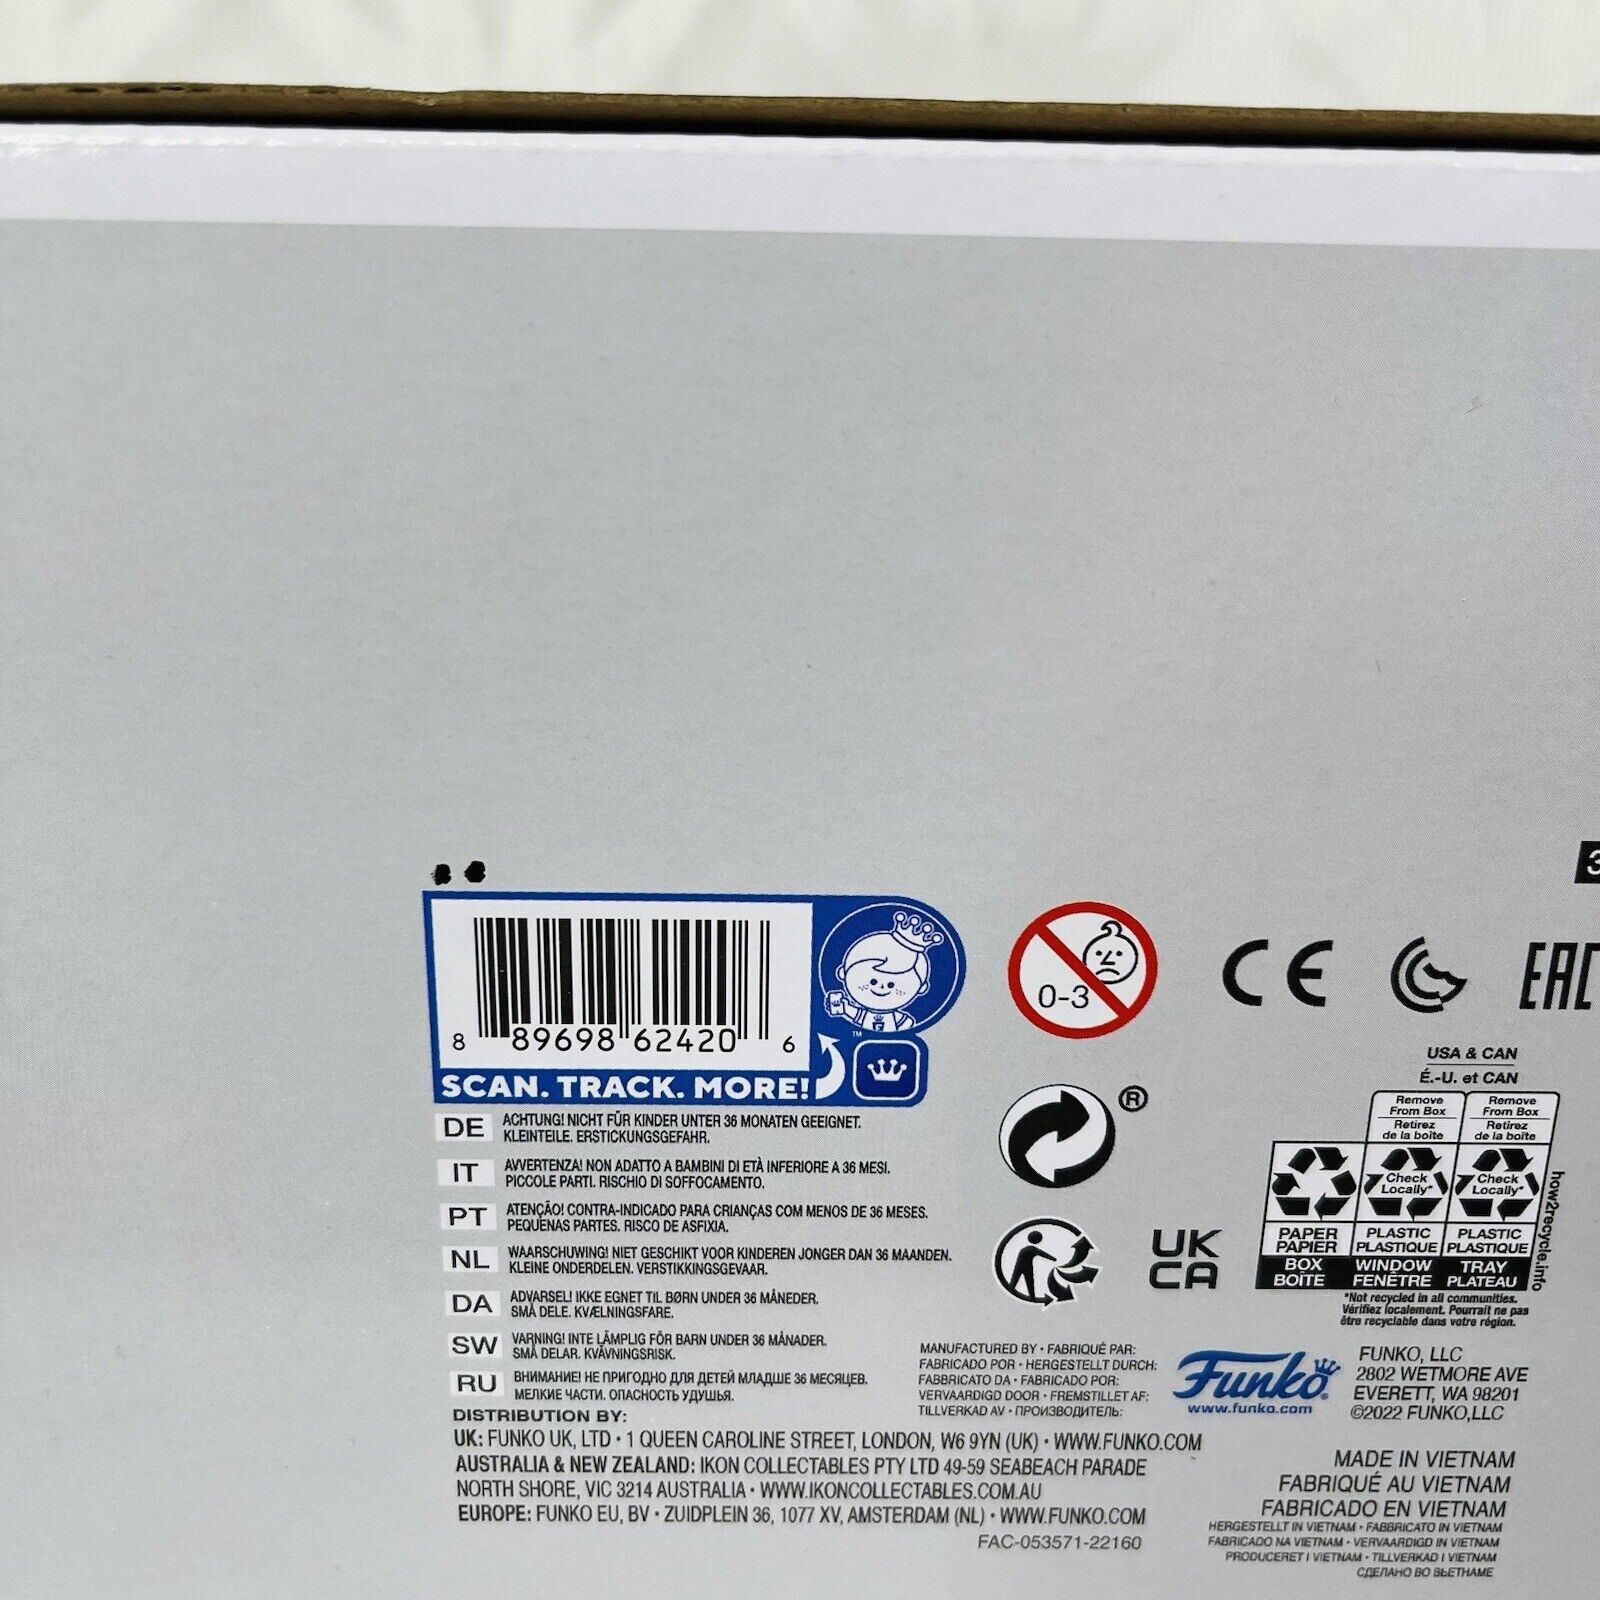 8 89698 62420 6
SCAN. TRACK. MORE!
TM
0-3
CE
EAC
USA & CAN
É.-U. et CAN
®
Remove From Box
Retirez de la boîte
Remove From Box
Retirez de la boîte
Check Locally*
Check Locally*
PAPER PAPIER
PLASTIC PLASTIQUE
PLASTIC PLASTIQUE
BOX BOÎTE
WINDOW FENÊTRE
TRAY PLATEAU
how2recycle.info
*Not recycled in all communities.
Vérifiez localement. Pourrait ne pas
être recyclable dans votre région.
UK
CA
DE ACHTUNG! NICHT FÜR KINDER UNTER 36 MONATEN GEEIGNET.
KLEINTEILE. ERSTICKUNGSGEFAHR.
IT AVVERTENZA! NON ADATTO A BAMBINI DI ETÀ INFERIORE A 36 MESI.
PICCOLE PARTI. RISCHIO DI SOFFOCAMENTO.
PT ATENÇÃO! CONTRA-INDICADO PARA CRIANÇAS COM MENOS DE 36 MESES.
PEQUENAS PARTES. RISCO DE ASFIXIA.
NL WAARSCHUWING! NIET GESCHIKT VOOR KINDEREN JONGER DAN 36 MAANDEN.
KLEINE ONDERDELEN. VERSTIKKINGSGEVAAR.
DA ADVARSEL! IKKE EGNET TIL BØRN UNDER 36 MÅNEDER.
SMÅ DELE. KVÆLNINGSFARE.
SW VARNING! INTE LÄMPLIG FÖR BARN UNDER 36 MÅNADER.
SMÅ DELAR. KVÄVNINGSRISK.
RU ВНИМАНИЕ! НЕ ПРИГОДНО ДЛЯ ДЕТЕЙ МЛАДШЕ 36 МЕСЯЦЕВ.
МЕЛКИЕ ЧАСТИ. ОПАСНОСТЬ УДУШЬЯ.
MANUFACTURED BY • FABRIQUÉ PAR:
FABRICADO POR • HERGESTELLT DURCH:
FABBRICATO DA • FABRICADO POR:
VERVAARDIGD DOOR • FREMSTILLET AF:
TILLVERKAD AV • ПРОИЗВОДИТЕЛЬ:
Funko
www.funko.com
FUNKO, LLC
2802 WETMORE AVE
EVERETT, WA 98201
©2022 FUNKO,LLC
DISTRIBUTION BY:
UK: FUNKO UK, LTD • 1 QUEEN CAROLINE STREET, LONDON, W6 9YN (UK) • WWW.FUNKO.COM
AUSTRALIA & NEW ZEALAND: IKON COLLECTABLES PTY LTD 49-59 SEABEACH PARADE
NORTH SHORE, VIC 3214 AUSTRALIA • WWW.IKONCOLLECTABLES.COM.AU
EUROPE: FUNKO EU, BV • ZUIDPLEIN 36, 1077 XV, AMSTERDAM (NL) • WWW.FUNKO.COM
FAC-053571-22160
MADE IN VIETNAM
FABRIQUÉ AU VIETNAM
FABRICADO EN VIETNAM
HERGESTELLT IN VIETNAM • FABBRICATO IN VIETNAM
FABRICADO NA VIETNAM • VERVAARDIGD IN VIETNAM
PRODUCERET I VIETNAM • TILLVERKAD I VIETNAM
СДЕЛАНО ВО ВЬЕТНАМЕ